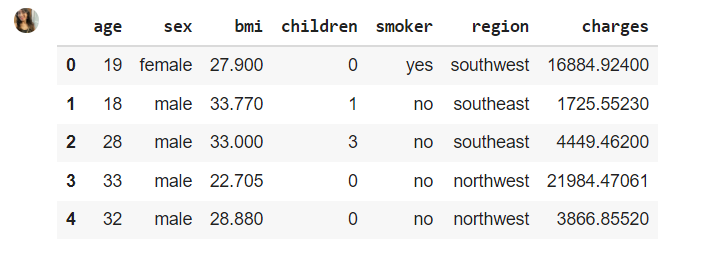 age sex bmi children smoker region charges
0 19 female 27.900 0 yes southwest 16884.92400
1 18 male 33.770 1 no southeast 1725.55230
2 28 male 33.000 3 no southeast 4449.46200
3 33 male 22.705 0 no northwest 21984.47061
4 32 male 28.880 0 no northwest 3866.85520